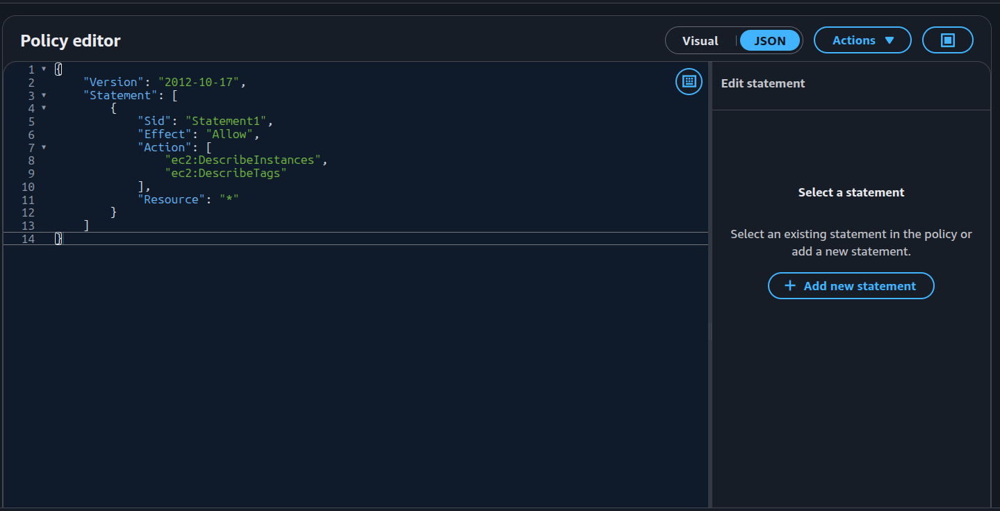 Policy editor
Visual
JSON
Actions
1 {
2 "Version": "2012-10-17",
3 "Statement": [
4 {
5 "Sid": "Statement1",
6 "Effect": "Allow",
7 "Action": [
8 "ec2:DescribeInstances",
9 "ec2:DescribeTags"
10 ],
11 "Resource": "*"
12 }
13 ]
14 }
Edit statement
Select a statement
Select an existing statement in the policy or
add a new statement.
+ Add new statement